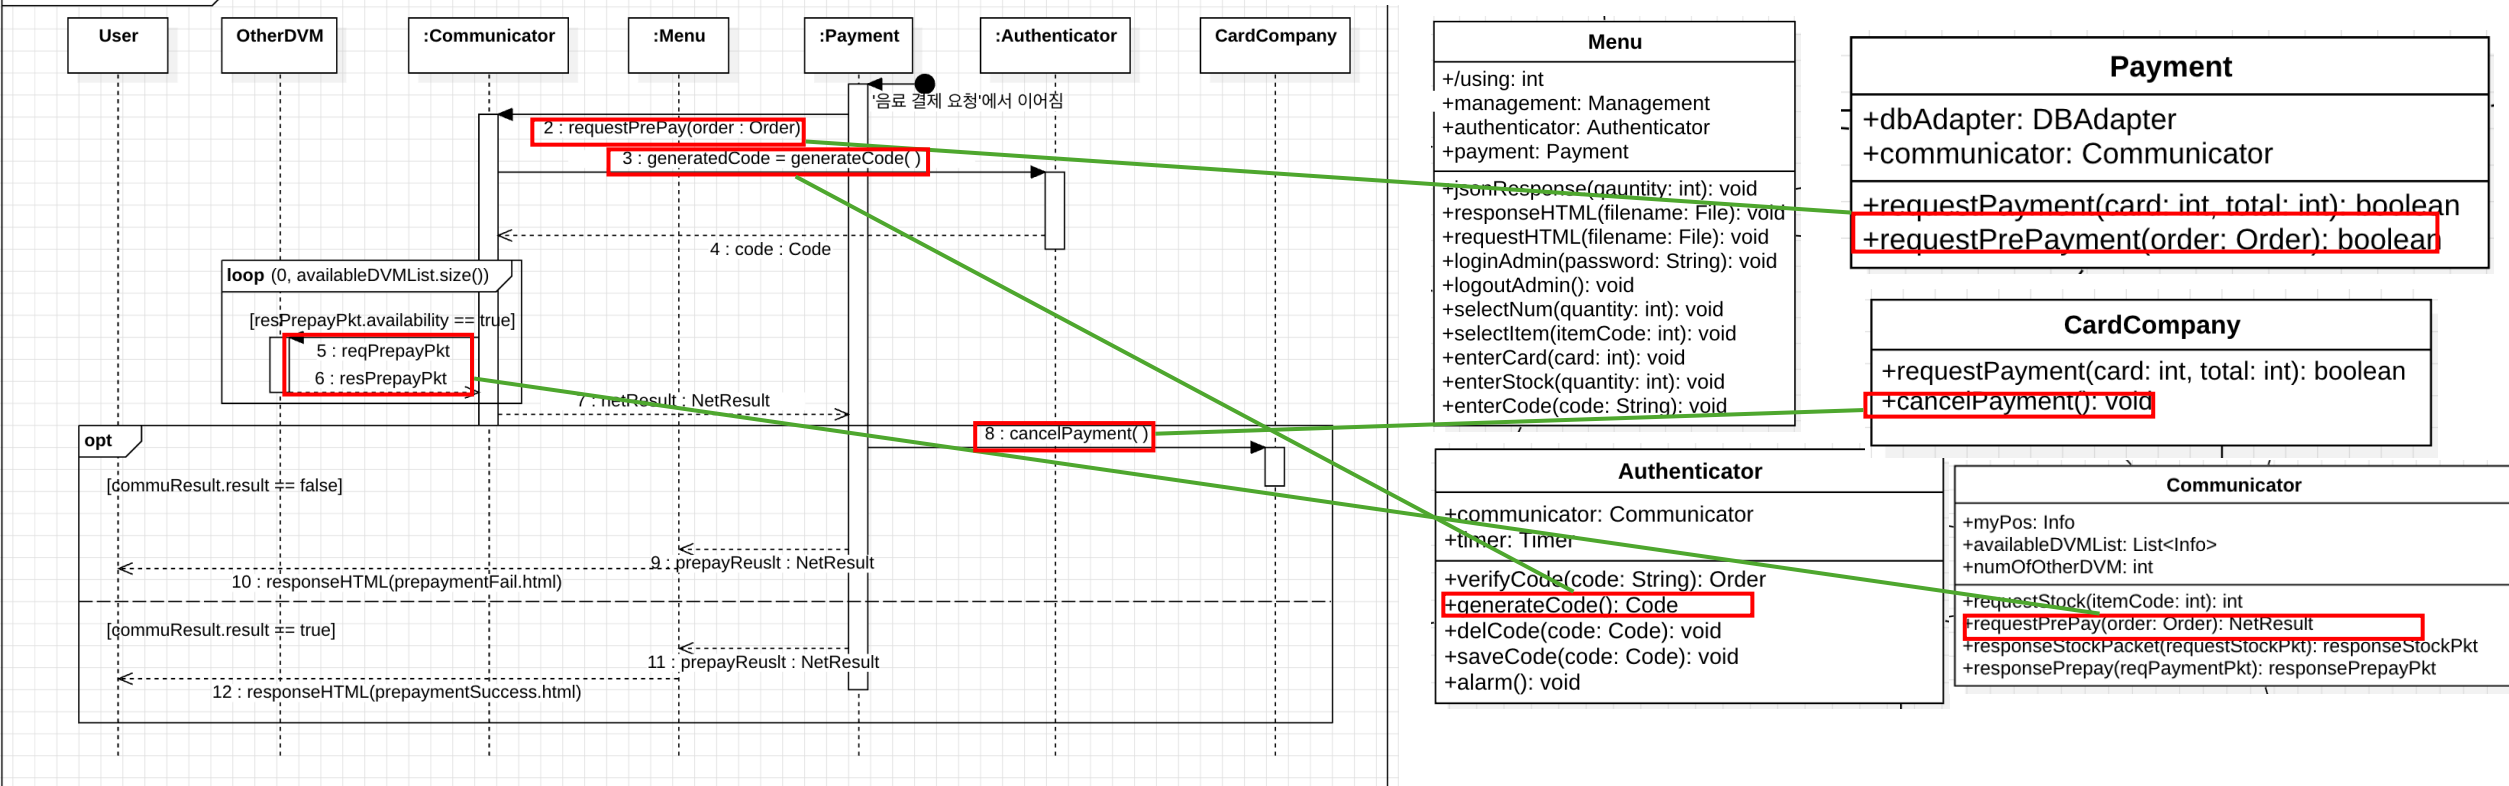 User
OtherDVM
:Communicator
:Menu
:Payment
:Authenticator
CardCompany
'음료 결제 요청'에서 이어짐
2 : requestPrePay(order : Order)
3 : generatedCode = generateCode( )
4 : code : Code
loop (0, availableDVMList.size())
[resPrepayPkt.availability == true]
5 : reqPrepayPkt
6 : resPrepayPkt
7 : netResult : NetResult
opt
8 : cancelPayment( )
[commuResult.result == false]
9 : prepayReuslt : NetResult
10 : responseHTML(prepaymentFail.html)
[commuResult.result == true]
11 : prepayReuslt : NetResult
12 : responseHTML(prepaymentSuccess.html)
Menu
+/using: int
+management: Management
+authenticator: Authenticator
+payment: Payment
+jsonResponse(qauntity: int): void
+responseHTML(filename: File): void
+requestHTML(filename: File): void
+loginAdmin(password: String): void
+logoutAdmin(): void
+selectNum(quantity: int): void
+selectItem(itemCode: int): void
+enterCard(card: int): void
+enterStock(quantity: int): void
+enterCode(code: String): void
Payment
+dbAdapter: DBAdapter
+communicator: Communicator
+requestPayment(card: int, total: int): boolean
+requestPrePayment(order: Order): boolean
CardCompany
+requestPayment(card: int, total: int): boolean
+cancelPayment(): void
Authenticator
+communicator: Communicator
+timer: Timer
+verifyCode(code: String): Order
+generateCode(): Code
+delCode(code: Code): void
+saveCode(code: Code): void
+alarm(): void
Communicator
+myPos: Info
+availableDVMList: List<Info>
+numOfOtherDVM: int
+requestStock(itemCode: int): int
+requestPrePay(order: Order): NetResult
+responseStockPacket(requestStockPkt): responseStockPkt
+responsePrepay(reqPaymentPkt): responsePrepayPkt